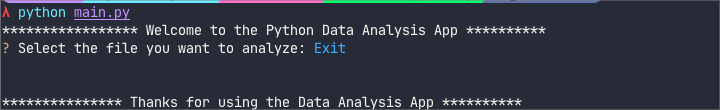 λ python main.py
***************** Welcome to the Python Data Analysis App **********
? Select the file you want to analyze: Exit
*************** Thanks for using the Data Analysis App **********